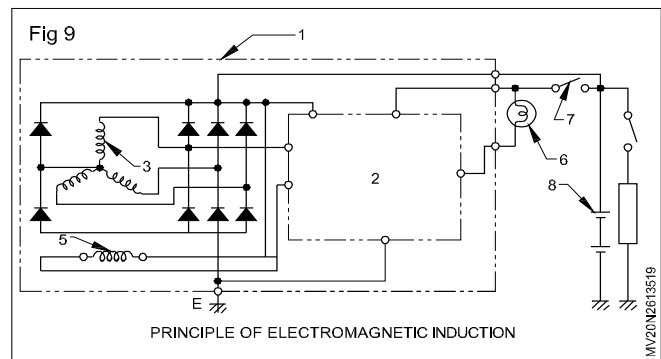 Fig 9
1
3
2
7
6
8
5
E
PRINCIPLE OF ELECTROMAGNETIC INDUCTION
MV20N2613519